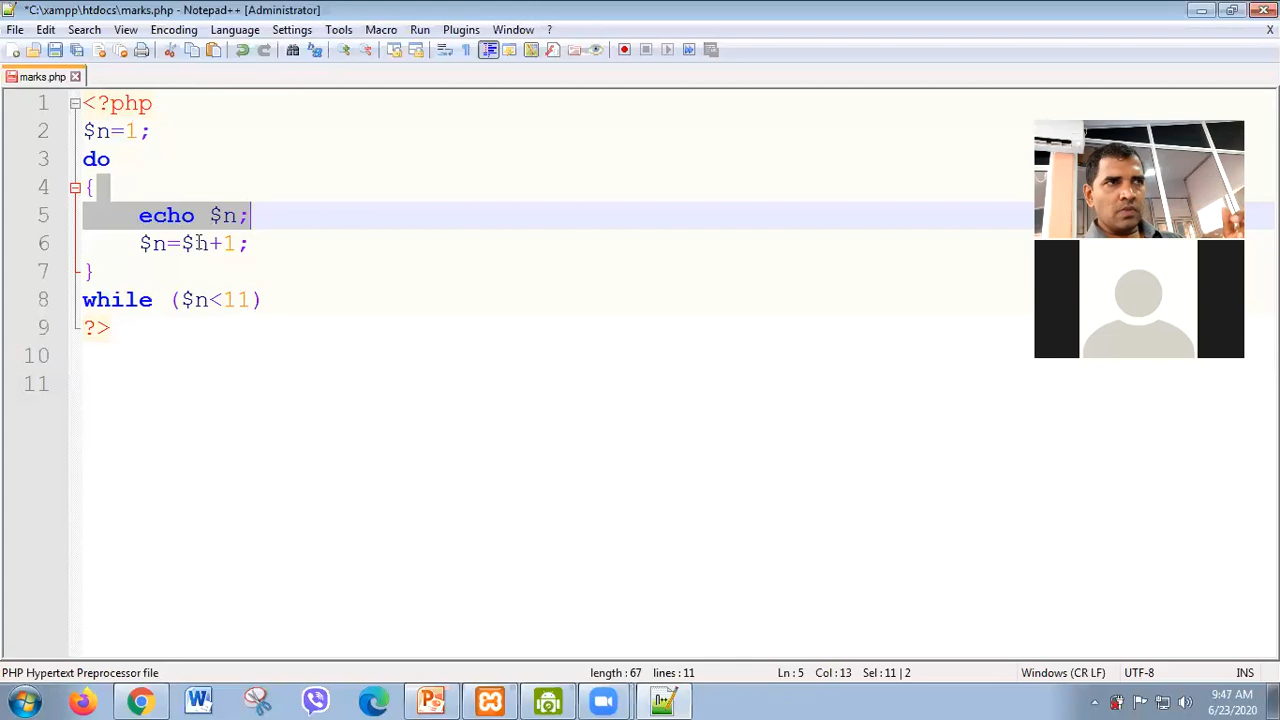 *C:\xampp\htdocs\marks.php - Notepad++ [Administrator]
File Edit Search View Encoding Language Settings Tools Macro Run Plugins Window ? X
marks.php
1 <?php
2 $n=1;
3 do
4 {
5 echo $n;
6 $n=$n+1;
7 }
8 while ($n<11)
9 ?>
10
11
PHP Hypertext Preprocessor file length : 67 lines : 11 Ln : 5 Col : 13 Sel : 11 | 2 Windows (CR LF) UTF-8 INS
9:47 AM
6/23/2020